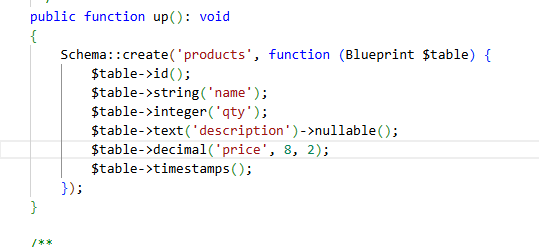 public function up(): void
{
Schema::create('products', function (Blueprint $table) {
$table->id();
$table->string('name');
$table->integer('qty');
$table->text('description')->nullable();
$table->decimal('price', 8, 2);
$table->timestamps();
});
}
/**